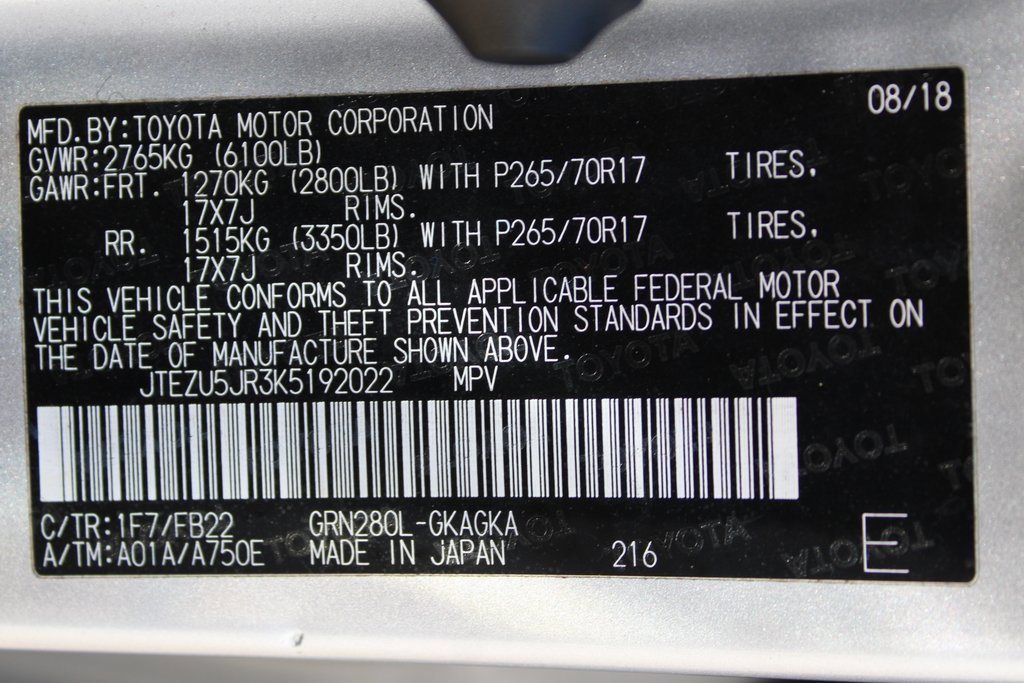 08/18
MFD.BY:TOYOTA MOTOR CORPORATION
GVWR:2765KG (6100LB)
GAWR:FRT. 1270KG (2800LB) WITH P265/70R17 TIRES.
17X7J RIMS.
RR. 1515KG (3350LB) WITH P265/70R17 TIRES.
17X7J RIMS.
THIS VEHICLE CONFORMS TO ALL APPLICABLE FEDERAL MOTOR
VEHICLE SAFETY AND THEFT PREVENTION STANDARDS IN EFFECT ON
THE DATE OF MANUFACTURE SHOWN ABOVE.
JTEZU5JR3K5192022 MPV
C/TR:1F7/FB22 GRN280L-GKAGKA
A/TM:A01A/A750E MADE IN JAPAN 216 E